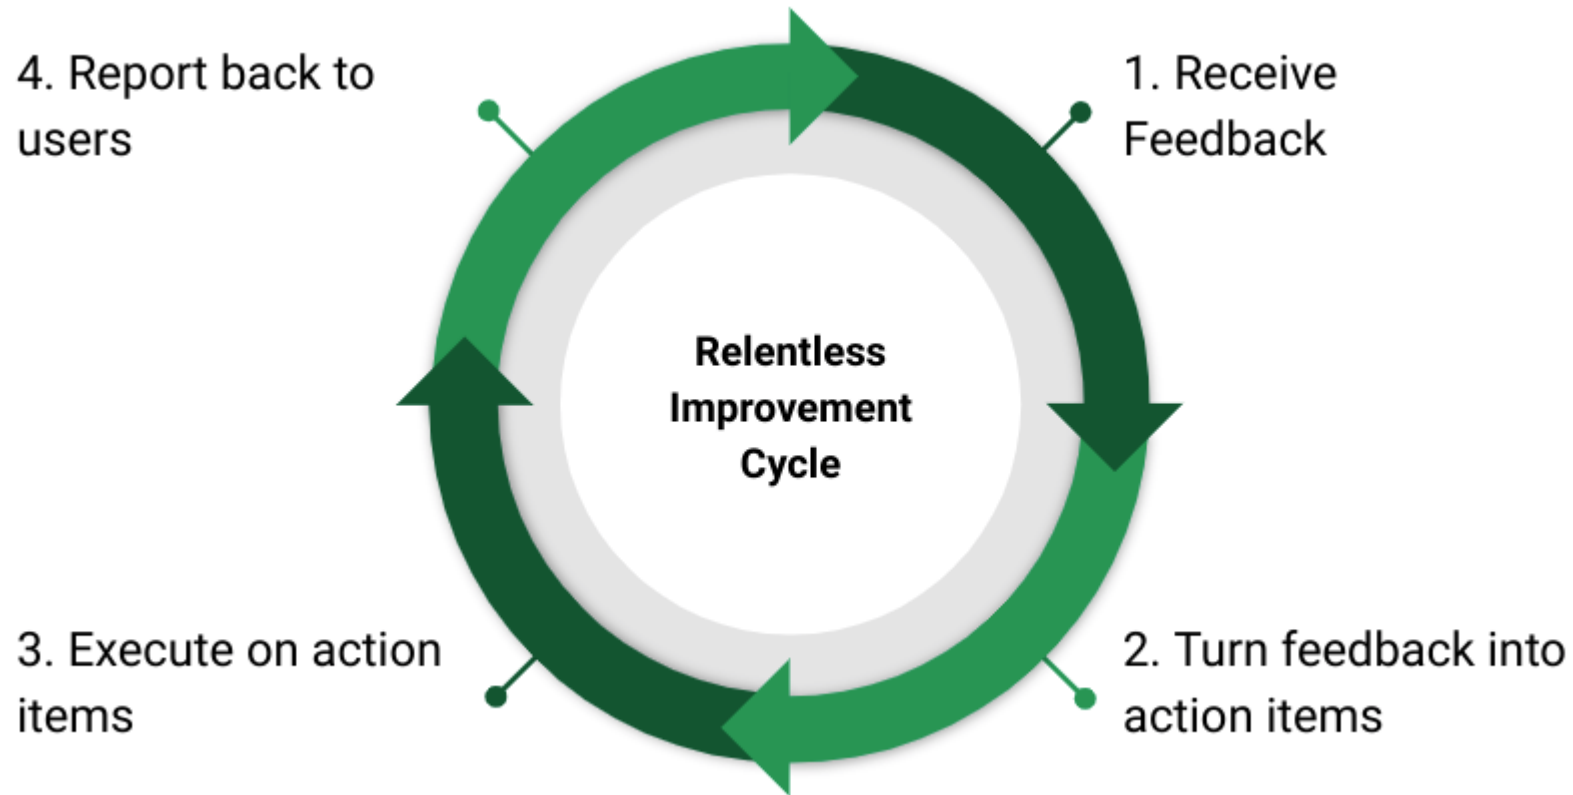 4. Report back to
users
1. Receive
Feedback
Relentless
Improvement
Cycle
3. Execute on action
items
2. Turn feedback into
action items